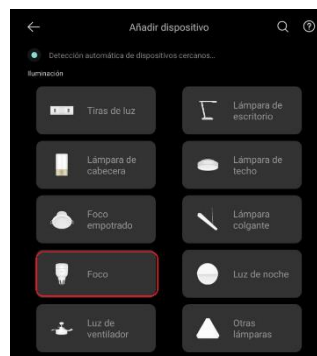 Añadir dispositivo
Detección automática de dispositivos cercanos...
Iluminación
Tiras de luz
Lámpara de
escritorio
Lámpara de
cabecera
Lámpara de
techo
Foco
empotrado
Lámpara
colgante
Foco
Luz de noche
Luz de
ventilador
Otras
lámparas